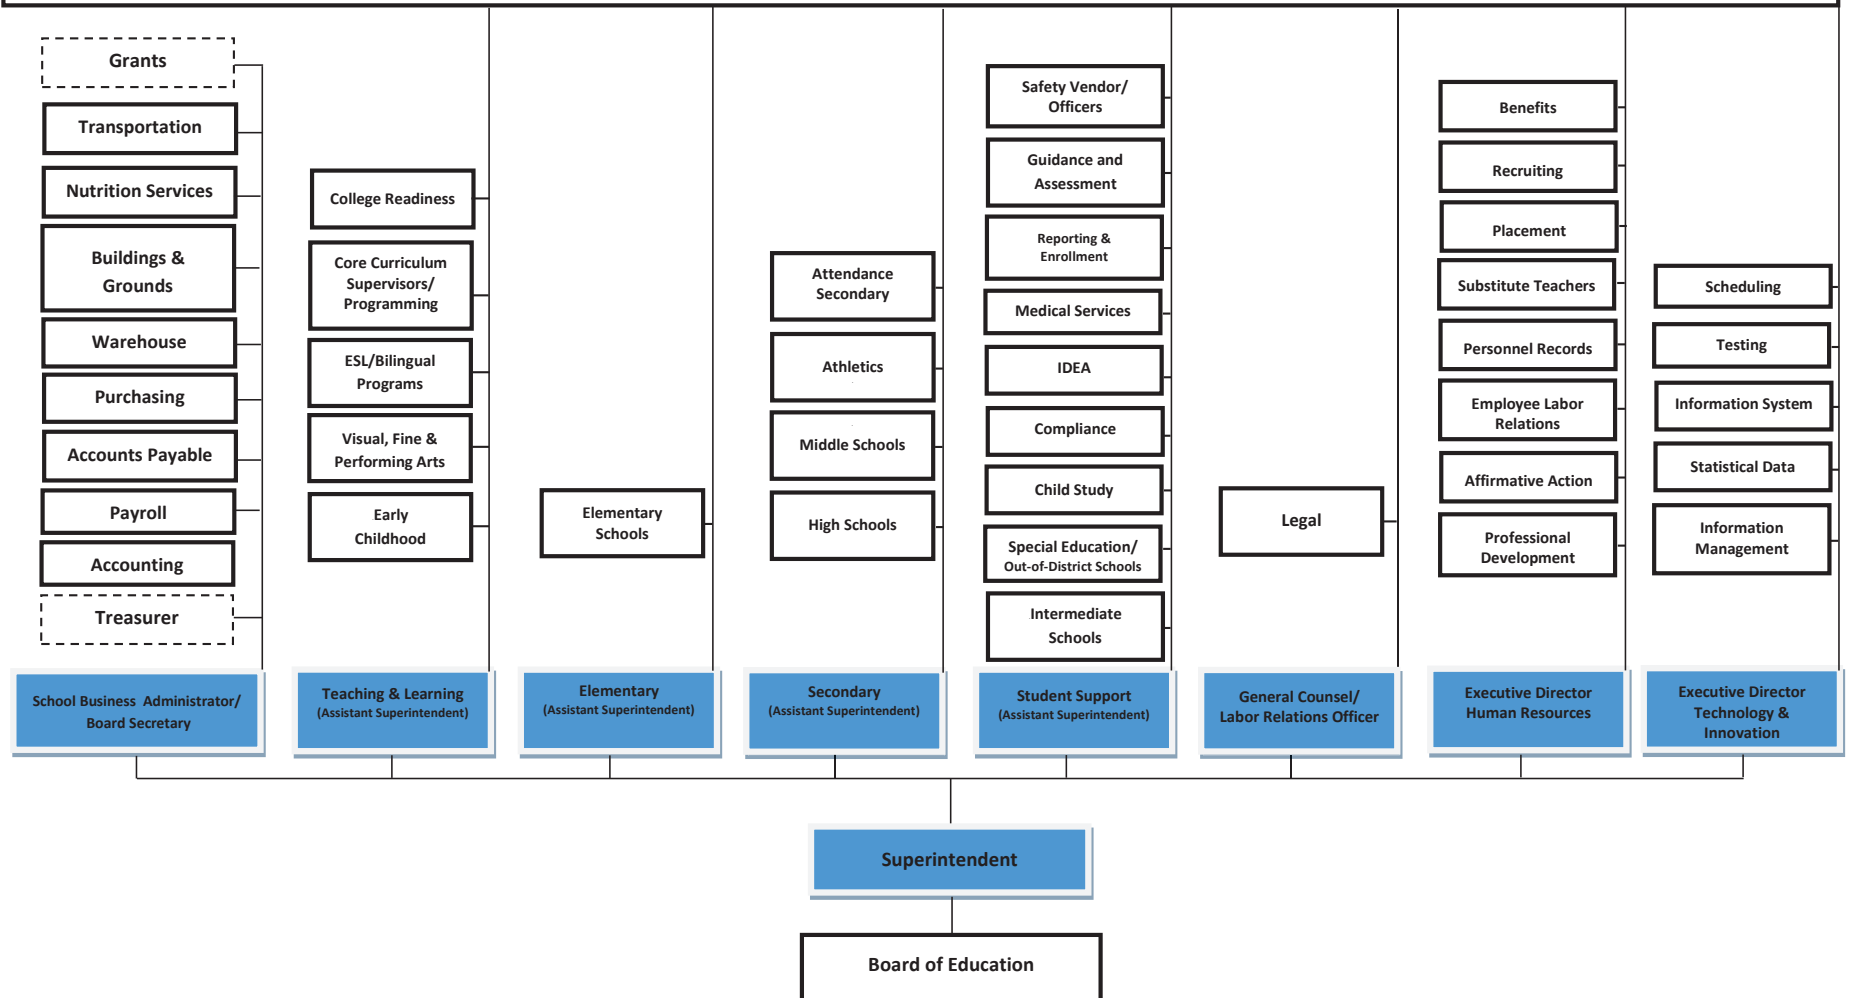 Grants
Transportation
Nutrition Services
Buildings &
Grounds
Warehouse
Purchasing
Accounts Payable
Payroll
Accounting
Treasurer
School Business Administrator/
Board Secretary
College Readiness
Core Curriculum
Supervisors/
Programming
ESL/Bilingual
Programs
Visual, Fine &
Performing Arts
Early
Childhood
Teaching & Learning
(Assistant Superintendent)
Elementary
Schools
Elementary
(Assistant Superintendent)
Attendance
Secondary
Athletics
Middle Schools
High Schools
Secondary
(Assistant Superintendent)
Safety Vendor/
Officers
Guidance and
Assessment
Reporting &
Enrollment
Medical Services
IDEA
Compliance
Child Study
Special Education/
Out-of-District Schools
Intermediate
Schools
Student Support
(Assistant Superintendent)
Legal
General Counsel/
Labor Relations Officer
Benefits
Recruiting
Placement
Substitute Teachers
Personnel Records
Employee Labor
Relations
Affirmative Action
Professional
Development
Executive Director
Human Resources
Scheduling
Testing
Information System
Statistical Data
Information
Management
Executive Director
Technology &
Innovation
Superintendent
Board of Education